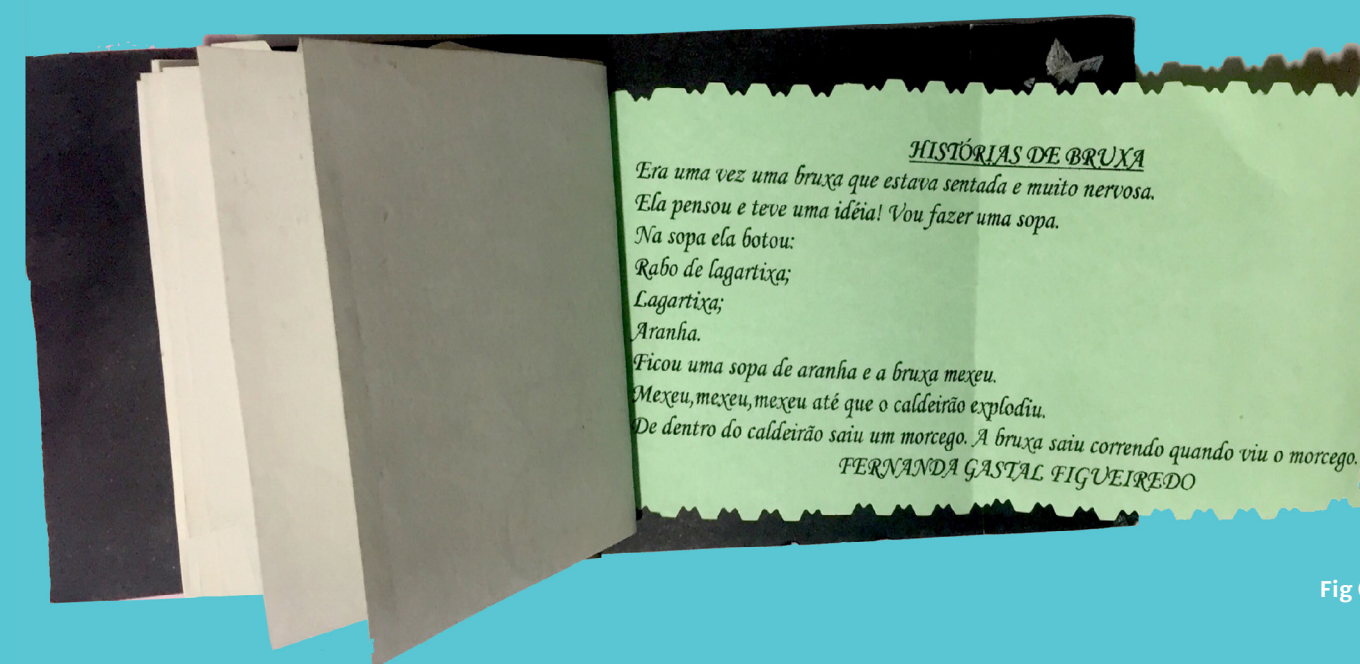 HISTÓRIAS DE BRUXA
Era uma vez uma bruxa que estava sentada e muito nervosa.
Ela pensou e teve uma idéia! Vou fazer uma sopa.
Na sopa ela botou:
Rabo de lagartixa;
Lagartixa;
Aranha.
Ficou uma sopa de aranha e a bruxa mexeu.
Mexeu,mexeu,mexeu até que o caldeirão explodiu.
De dentro do caldeirão saiu um morcego. A bruxa saiu correndo quando viu o morcego.
FERNANDA GASTAL FIGUEIREDO
Fig